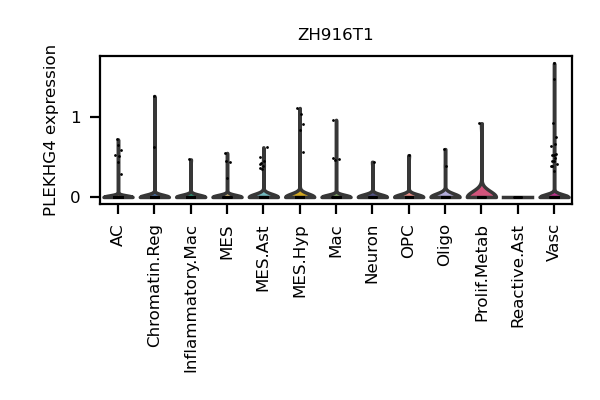 ZH916T1
PLEKHG4 expression
1
0
AC
Chromatin.Reg
Inflammatory.Mac
MES
MES.Ast
MES.Hyp
Mac
Neuron
OPC
Oligo
Prolif.Metab
Reactive.Ast
Vasc